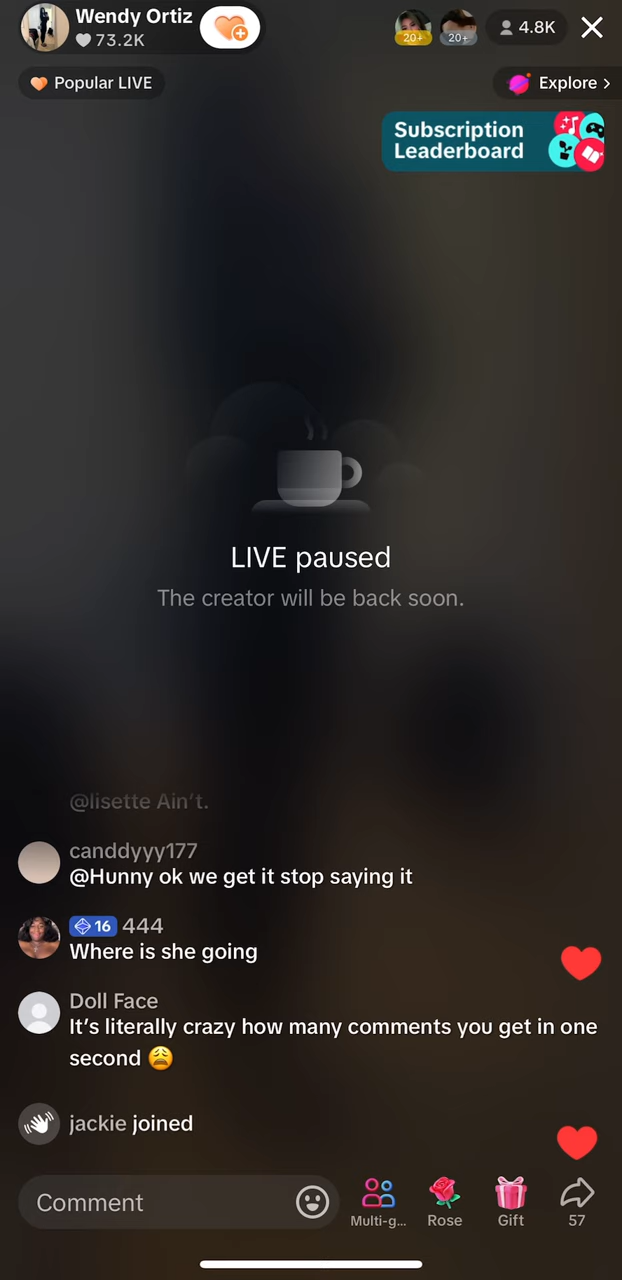 Wendy Ortiz
73.2K
20+
20+
4.8K
Popular LIVE
Explore >
Subscription
Leaderboard
LIVE paused
The creator will be back soon.
@lisette Ain’t.
canddyyy177
@Hunny ok we get it stop saying it
16 444
Where is she going
Doll Face
It’s literally crazy how many comments you get in one
second 😩
jackie joined
Comment
Multi-g...
Rose
Gift
57